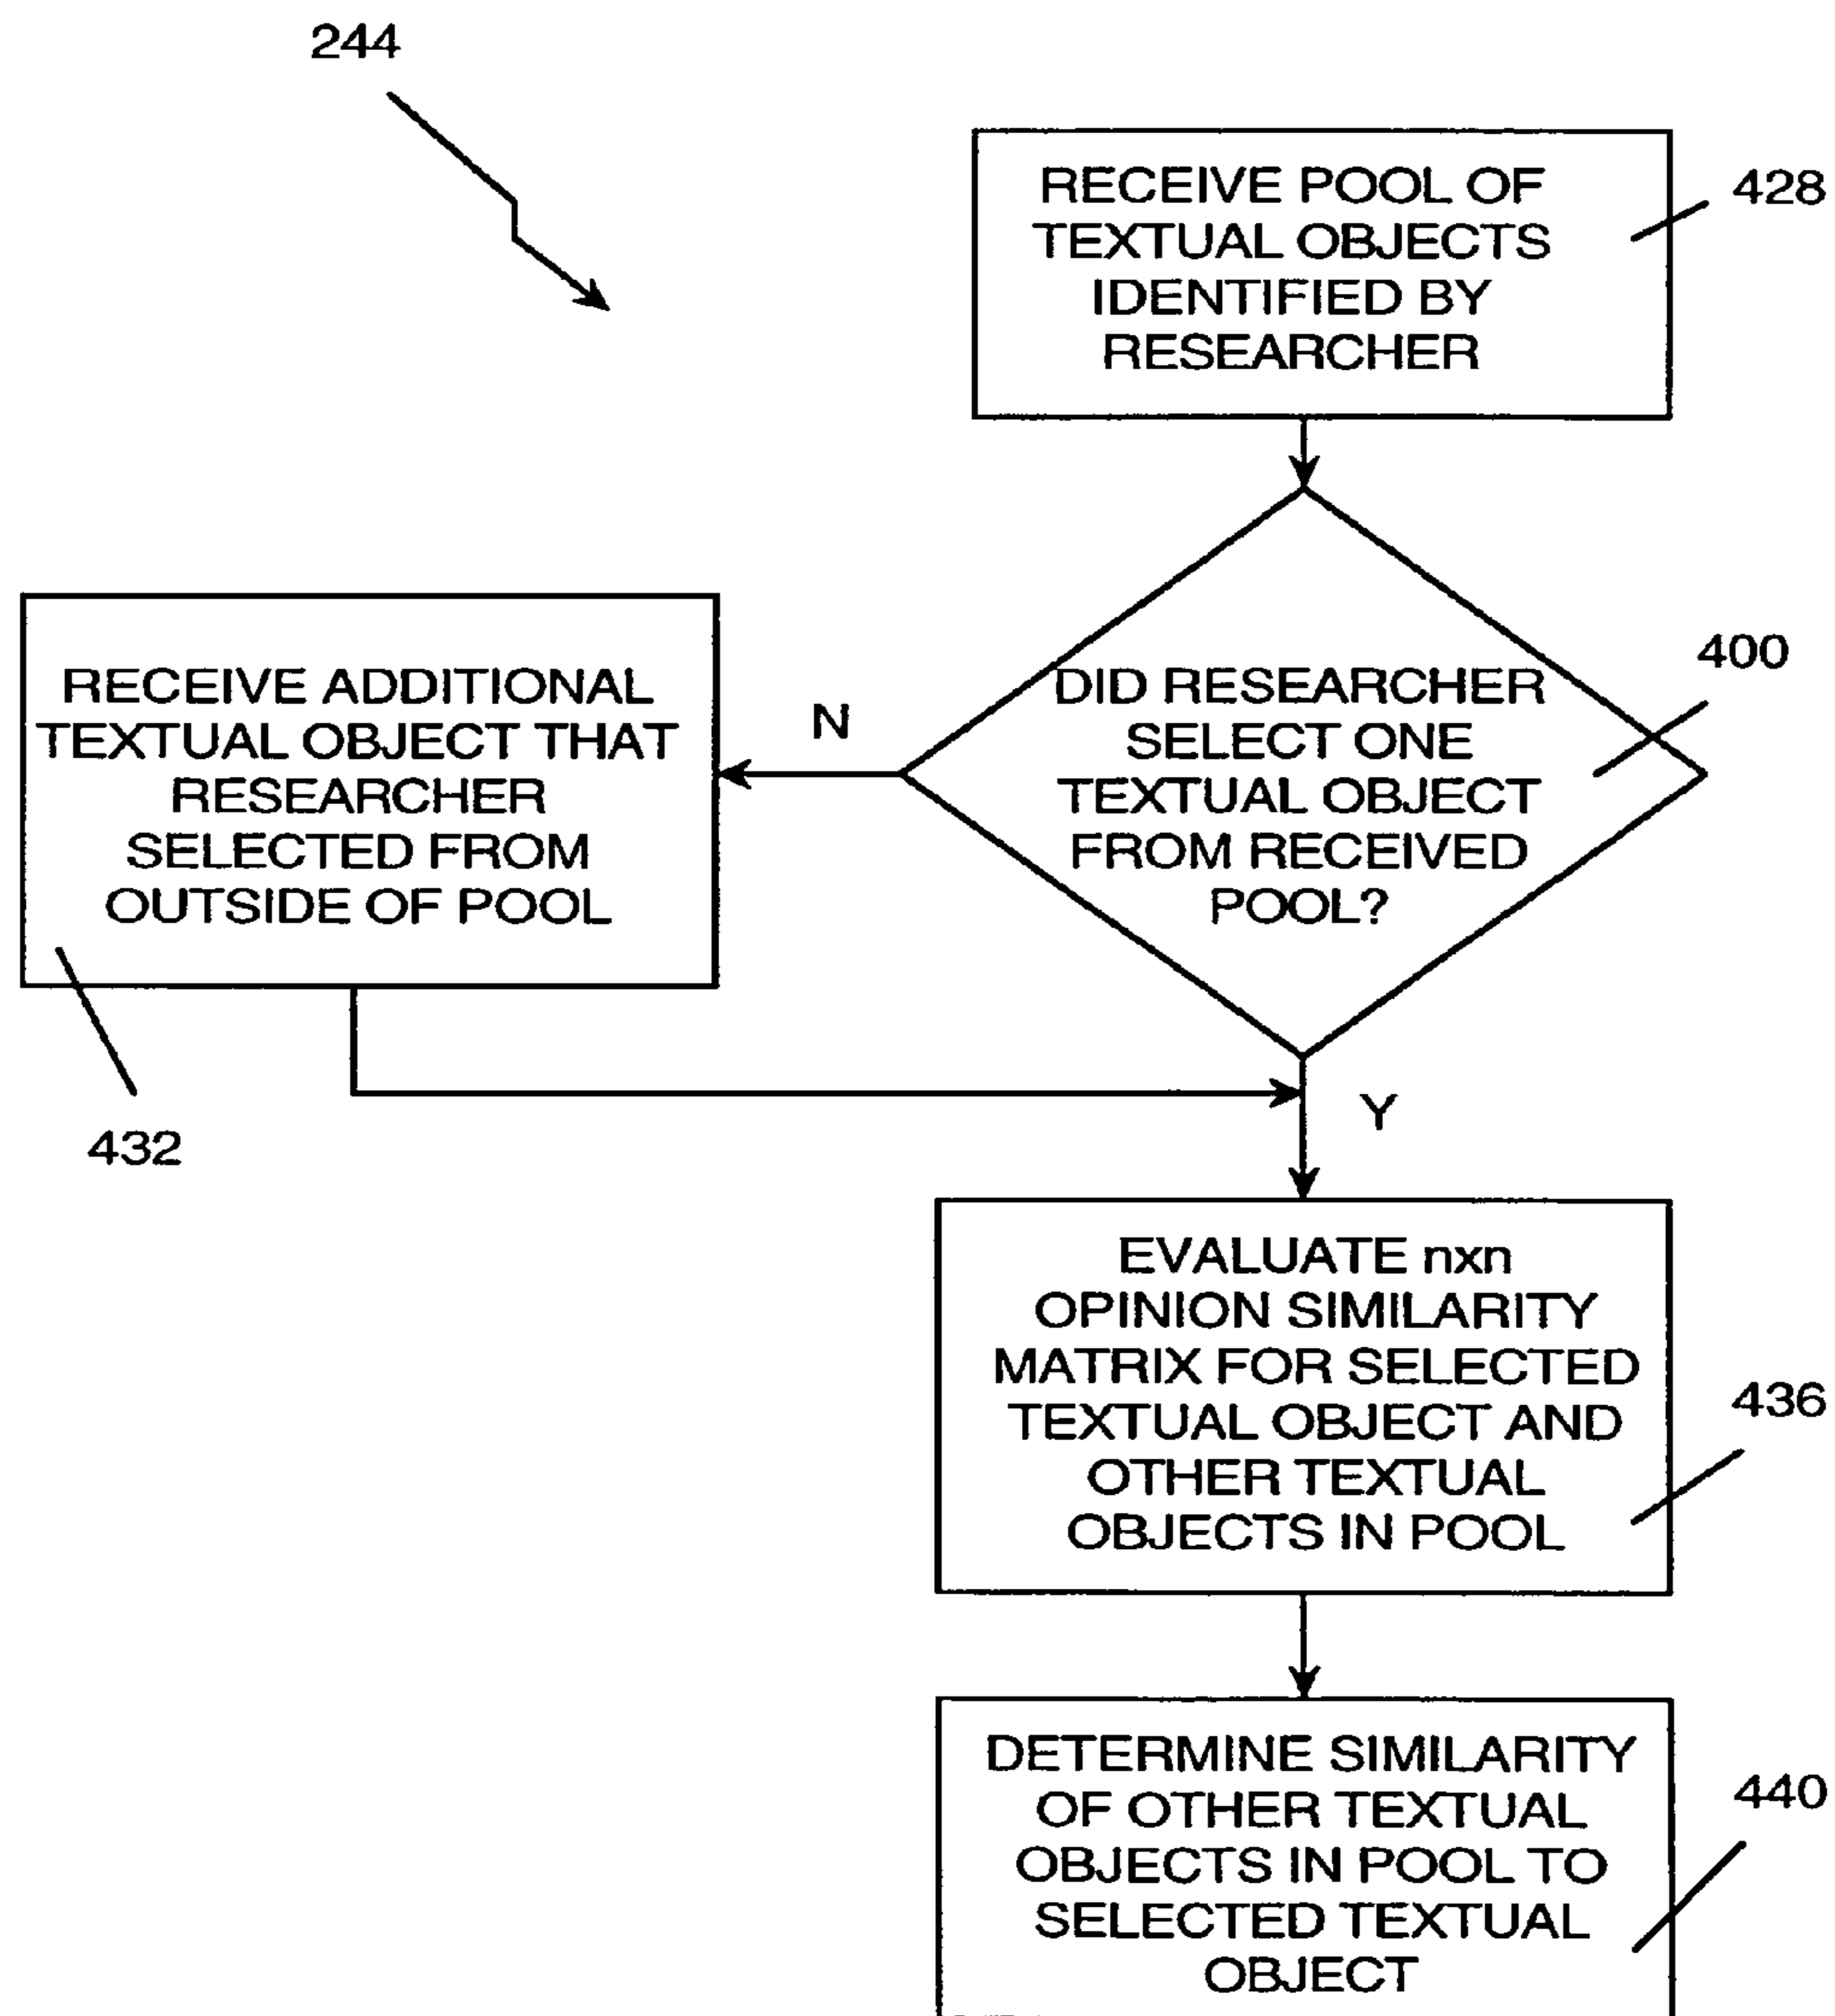 244
RECEIVE POOL OF
TEXTUAL OBJECTS
IDENTIFIED BY
RESEARCHER
428
DID RESEARCHER
SELECT ONE
TEXTUAL OBJECT
FROM RECEIVED
POOL?
400
N
RECEIVE ADDITIONAL
TEXTUAL OBJECT THAT
RESEARCHER
SELECTED FROM
OUTSIDE OF POOL
432
Y
EVALUATE nxn
OPINION SIMILARITY
MATRIX FOR SELECTED
TEXTUAL OBJECT AND
OTHER TEXTUAL
OBJECTS IN POOL
436
DETERMINE SIMILARITY
OF OTHER TEXTUAL
OBJECTS IN POOL TO
SELECTED TEXTUAL
OBJECT
440